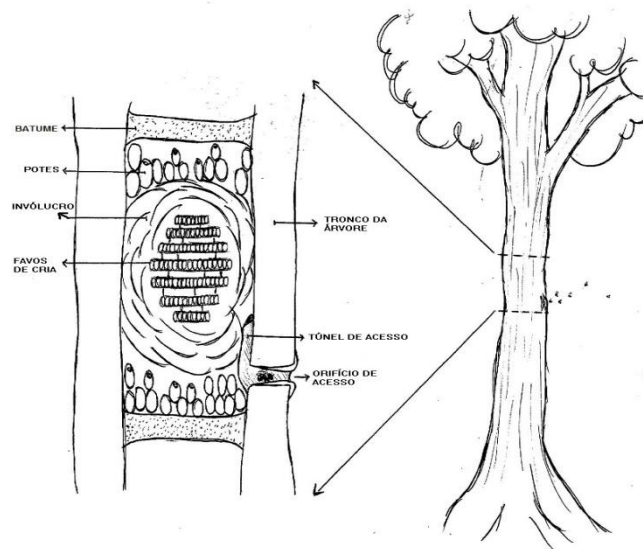 BATUME
POTES
INVÓLUCRO
FAVOS
DE CRIA
TRONCO DA
ÁRVORE
TÚNEL DE ACESSO
ORIFÍCIO DE
ACESSO